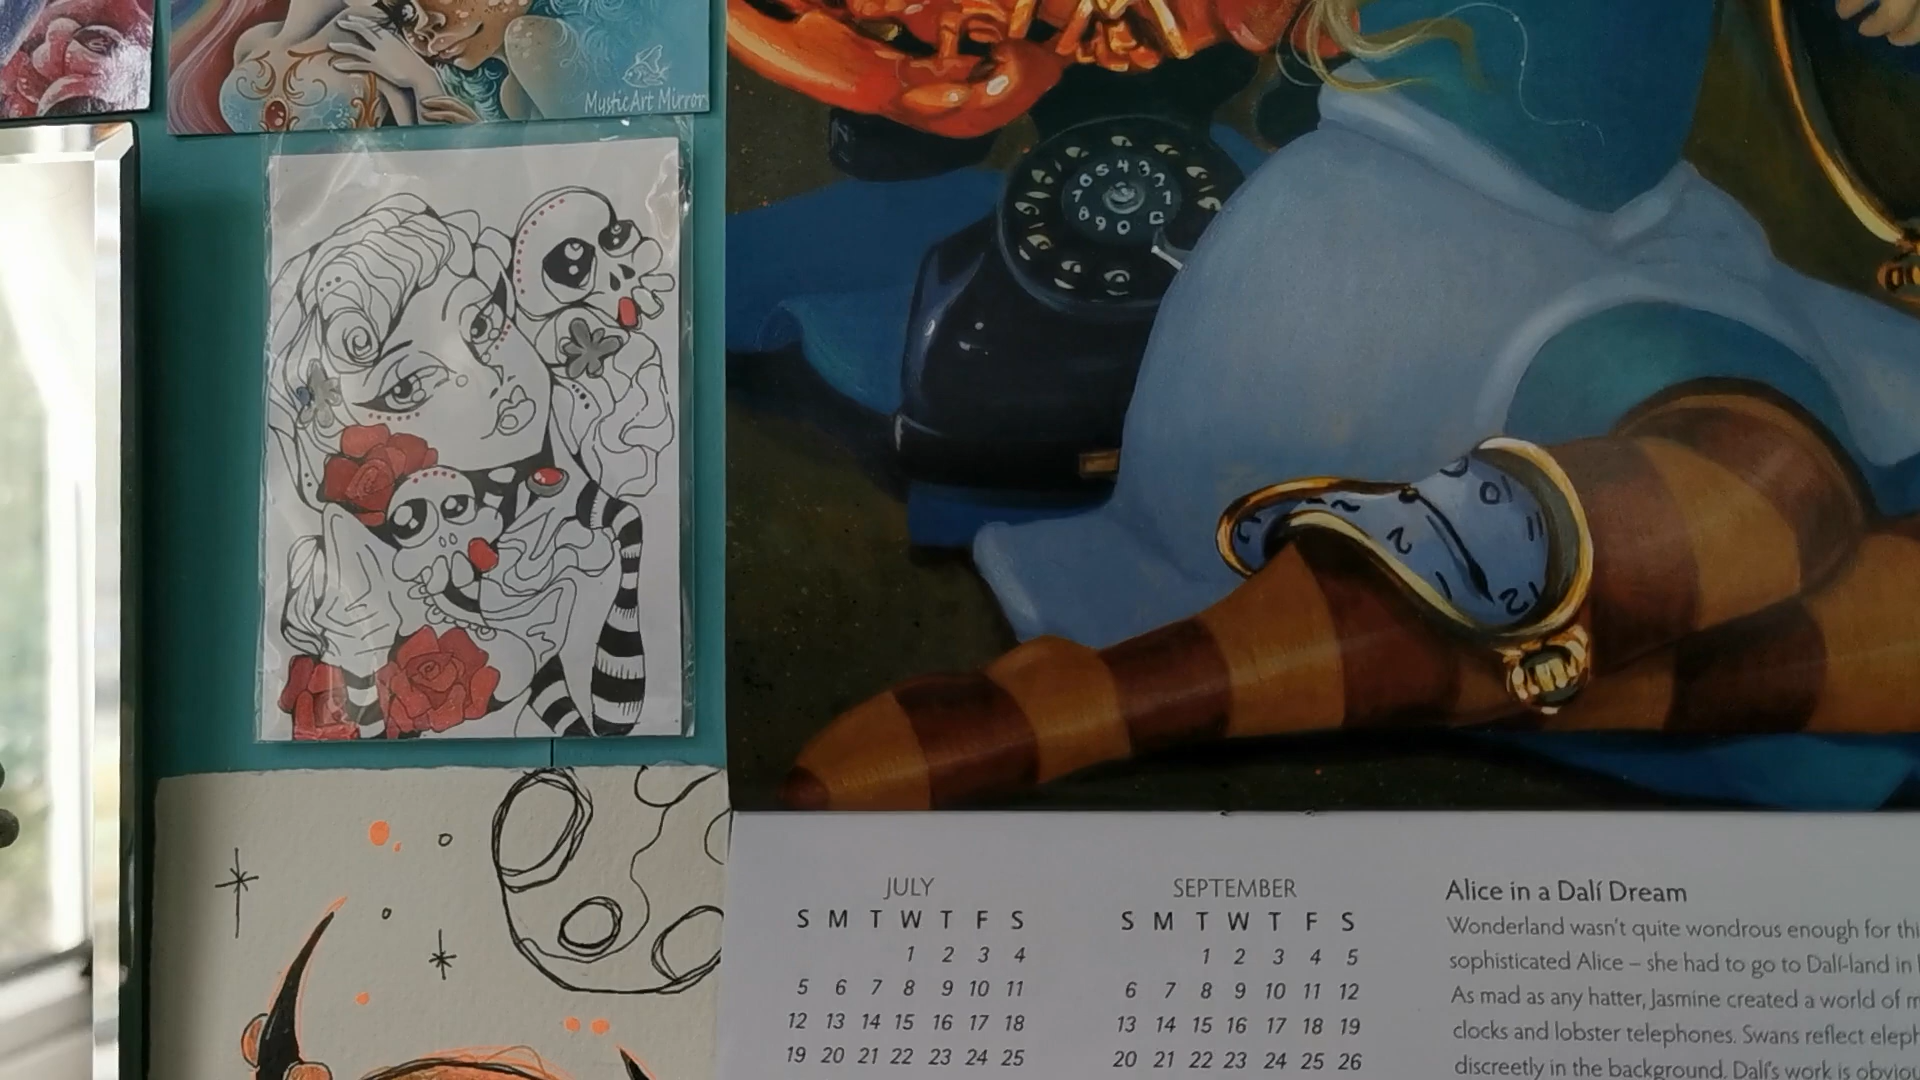 MysticArt Mirror
JULY
S M T W T F S
1 2 3 4
5 6 7 8 9 10 11
12 13 14 15 16 17 18
19 20 21 22 23 24 25
SEPTEMBER
S M T W T F S
1 2 3 4 5
6 7 8 9 10 11 12
13 14 15 16 17 18 19
20 21 22 23 24 25 26
Alice in a Dalí Dream
Wonderland wasn't quite wondrous enough for
sophisticated Alice – she had to go to Dalí-land in
As mad as any hatter, Jasmine created a world of
clocks and lobster telephones. Swans reflect
discreetly in the background. Dalí's work is